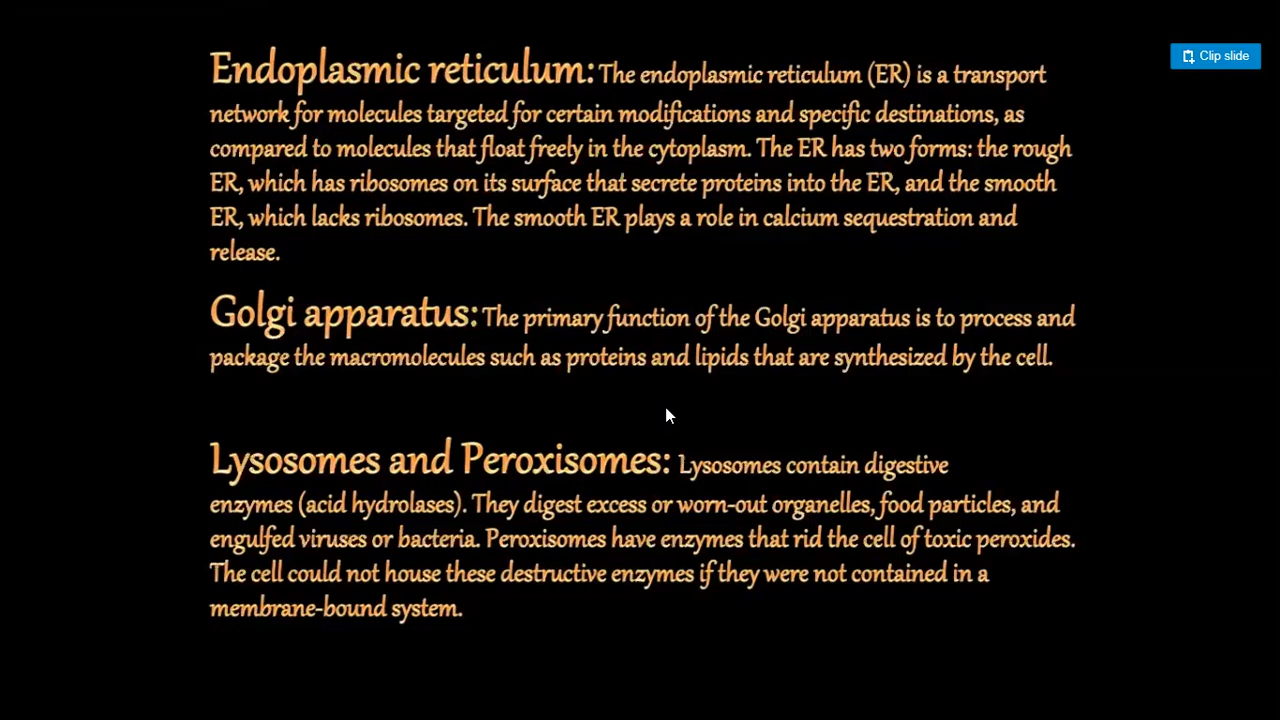 Clip slide
Endoplasmic reticulum: The endoplasmic reticulum (ER) is a transport
network for molecules targeted for certain modifications and specific destinations, as
compared to molecules that float freely in the cytoplasm. The ER has two forms: the rough
ER, which has ribosomes on its surface that secrete proteins into the ER, and the smooth
ER, which lacks ribosomes. The smooth ER plays a role in calcium sequestration and
release.
Golgi apparatus: The primary function of the Golgi apparatus is to process and
package the macromolecules such as proteins and lipids that are synthesized by the cell.
Lysosomes and Peroxisomes: Lysosomes contain digestive
enzymes (acid hydrolases). They digest excess or worn-out organelles, food particles, and
engulfed viruses or bacteria. Peroxisomes have enzymes that rid the cell of toxic peroxides.
The cell could not house these destructive enzymes if they were not contained in a
membrane-bound system.